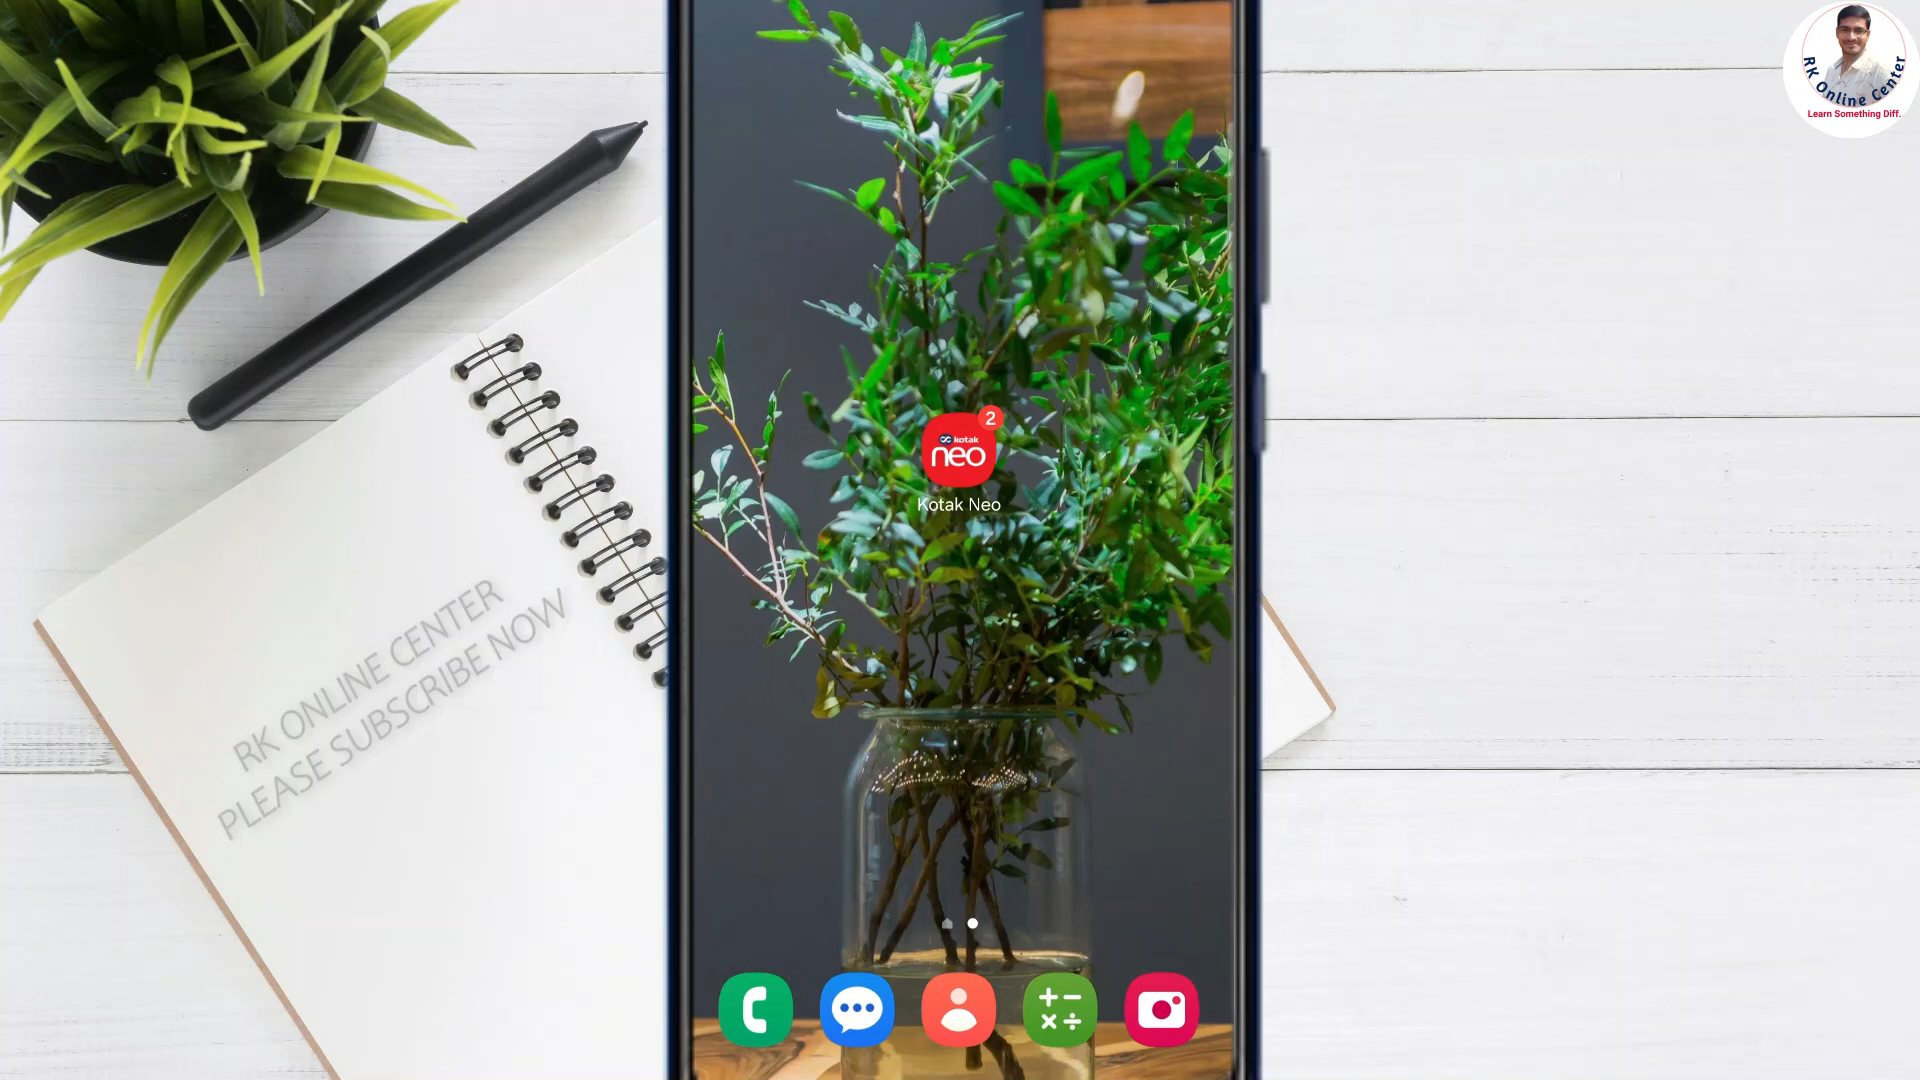 RK Online Center
Learn Something Diff.
2
kotak
neo
Kotak Neo
RK ONLINE CENTER
PLEASE SUBSCRIBE NOW